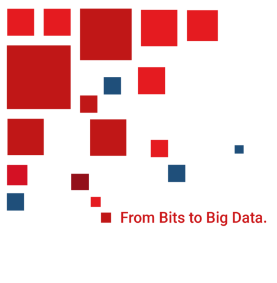 From Bits to Big Data.